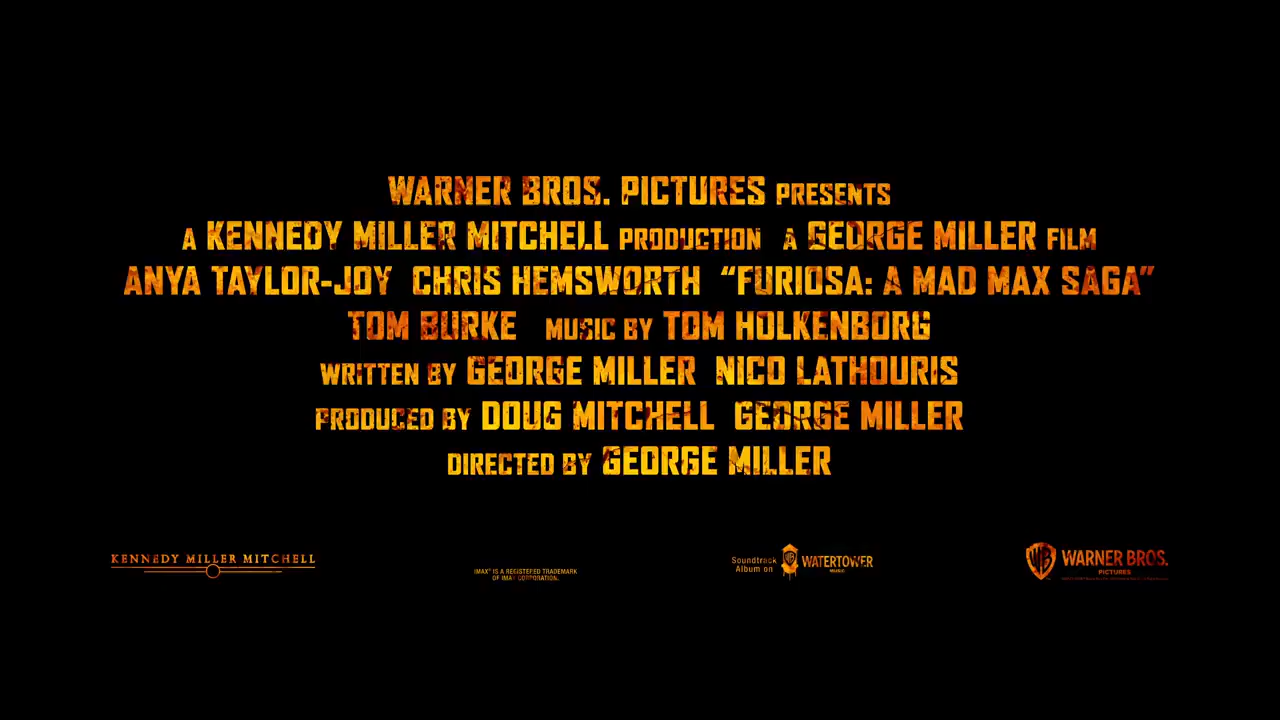 WARNER BROS. PICTURES PRESENTS
A KENNEDY MILLER MITCHELL PRODUCTION A GEORGE MILLER FILM
ANYA TAYLOR-JOY CHRIS HEMSWORTH “FURIOSA: A MAD MAX SAGA”
TOM BURKE MUSIC BY TOM HOLKENBORG
WRITTEN BY GEORGE MILLER NICO LATHOURIS
PRODUCED BY DOUG MITCHELL GEORGE MILLER
DIRECTED BY GEORGE MILLER
KENNEDY MILLER MITCHELL
IMAX® IS A REGISTERED TRADEMARK
OF IMAX CORPORATION.
Soundtrack
Album on
WB
WATERTOWER
MUSIC
WB
WARNER BROS.
PICTURES